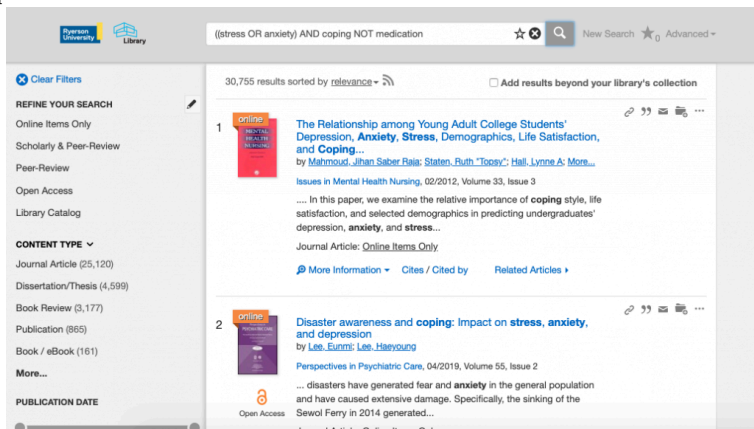 Ryerson
University
Library
((stress OR anxiety) AND coping NOT medication
New Search
0
Advanced
Clear Filters
REFINE YOUR SEARCH
Online Items Only
Scholarly & Peer-Review
Peer-Review
Open Access
Library Catalog
CONTENT TYPE
Journal Article (25,120)
Dissertation/Thesis (4,599)
Book Review (3,177)
Publication (865)
Book / eBook (161)
More...
PUBLICATION DATE
30,755 results sorted by relevance
Add results beyond your library's collection
1
online
MENTAL
HEALTH
NURSING
The Relationship among Young Adult College Students'
Depression, Anxiety, Stress, Demographics, Life Satisfaction,
and Coping...
by Mahmoud, Jihan Saber Raja; Staten, Ruth "Topsy"; Hall, Lynne A; More...
Issues in Mental Health Nursing, 02/2012, Volume 33, Issue 3
.... In this paper, we examine the relative importance of coping style, life
satisfaction, and selected demographics in predicting undergraduates'
depression, anxiety, and stress...
Journal Article: Online Items Only
More Information
Cites / Cited by
Related Articles
2
online
PSYCHIATRIC CARE
Open Access
Disaster awareness and coping: Impact on stress, anxiety,
and depression
by Lee, Eunmi; Lee, Haeyoung
Perspectives in Psychiatric Care, 04/2019, Volume 55, Issue 2
... disasters have generated fear and anxiety in the general population
and have caused extensive damage. Specifically, the sinking of the
Sewol Ferry in 2014 generated...